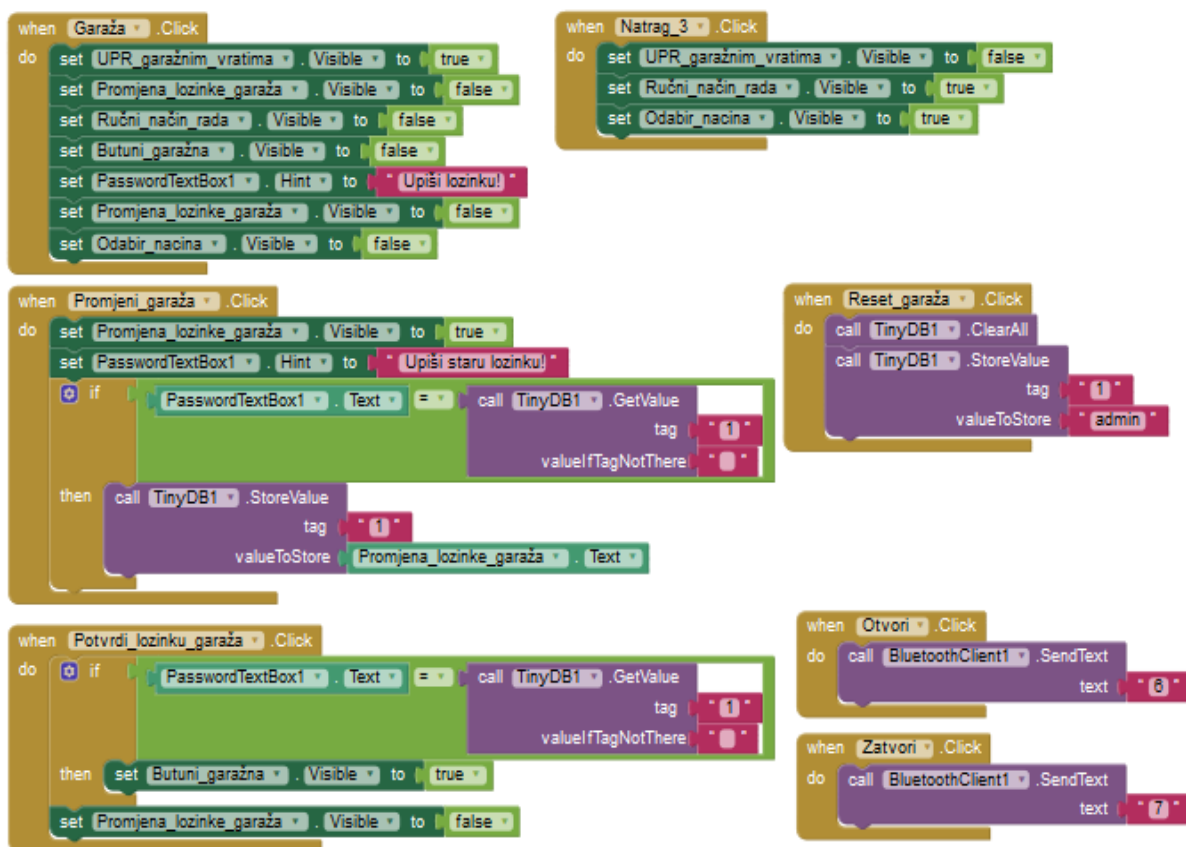 when Garaža .Click
do set UPR_garažnim_vratima . Visible to true
set Promjena_lozinke_garaža . Visible to false
set Ručni_način_rada . Visible to false
set Butuni_garažna . Visible to false
set PasswordTextBox1 . Hint to " Upiši lozinku! "
set Promjena_lozinke_garaža . Visible to false
set Odabir_nacina . Visible to false
when Natrag_3 .Click
do set UPR_garažnim_vratima . Visible to false
set Ručni_način_rada . Visible to true
set Odabir_nacina . Visible to true
when Promjeni_garaža .Click
do set Promjena_lozinke_garaža . Visible to true
set PasswordTextBox1 . Hint to " Upiši staru lozinku! "
if PasswordTextBox1 . Text = call TinyDB1 .GetValue
tag " 1 "
valueIfTagNotThere " "
then call TinyDB1 .StoreValue
tag " 1 "
valueToStore Promjena_lozinke_garaža . Text
when Reset_garaža .Click
do call TinyDB1 .ClearAll
call TinyDB1 .StoreValue
tag " 1 "
valueToStore " admin "
when Potvrdi_lozinku_garaža .Click
do if PasswordTextBox1 . Text = call TinyDB1 .GetValue
tag " 1 "
valueIfTagNotThere " "
then set Butuni_garažna . Visible to true
set Promjena_lozinke_garaža . Visible to false
when Otvori .Click
do call BluetoothClient1 .SendText
text " 6 "
when Zatvori .Click
do call BluetoothClient1 .SendText
text " 7 "